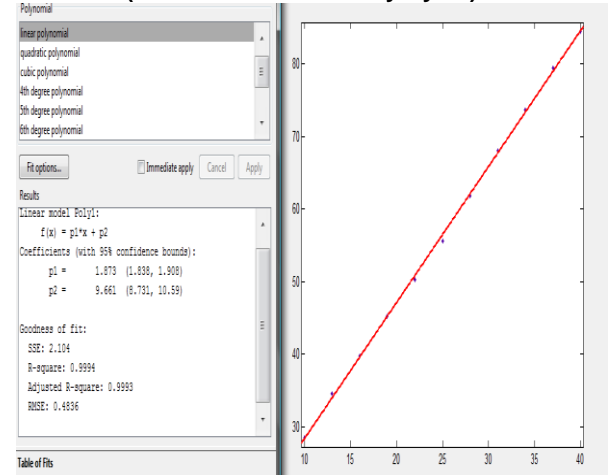 Polynomial
linear polynomial
quadratic polynomial
cubic polynomial
4th degree polynomial
5th degree polynomial
6th degree polynomial
Fit options...
Immediate apply
Cancel
Apply
Results
Linear model Poly1:
f(x) = p1*x + p2
Coefficients (with 95% confidence bounds):
p1 = 1.873 (1.838, 1.908)
p2 = 9.661 (8.731, 10.59)
Goodness of fit:
SSE: 2.104
R-square: 0.9994
Adjusted R-square: 0.9993
RMSE: 0.4836
Table of Fits
80
70
60
50
40
30
10 15 20 25 30 35 40